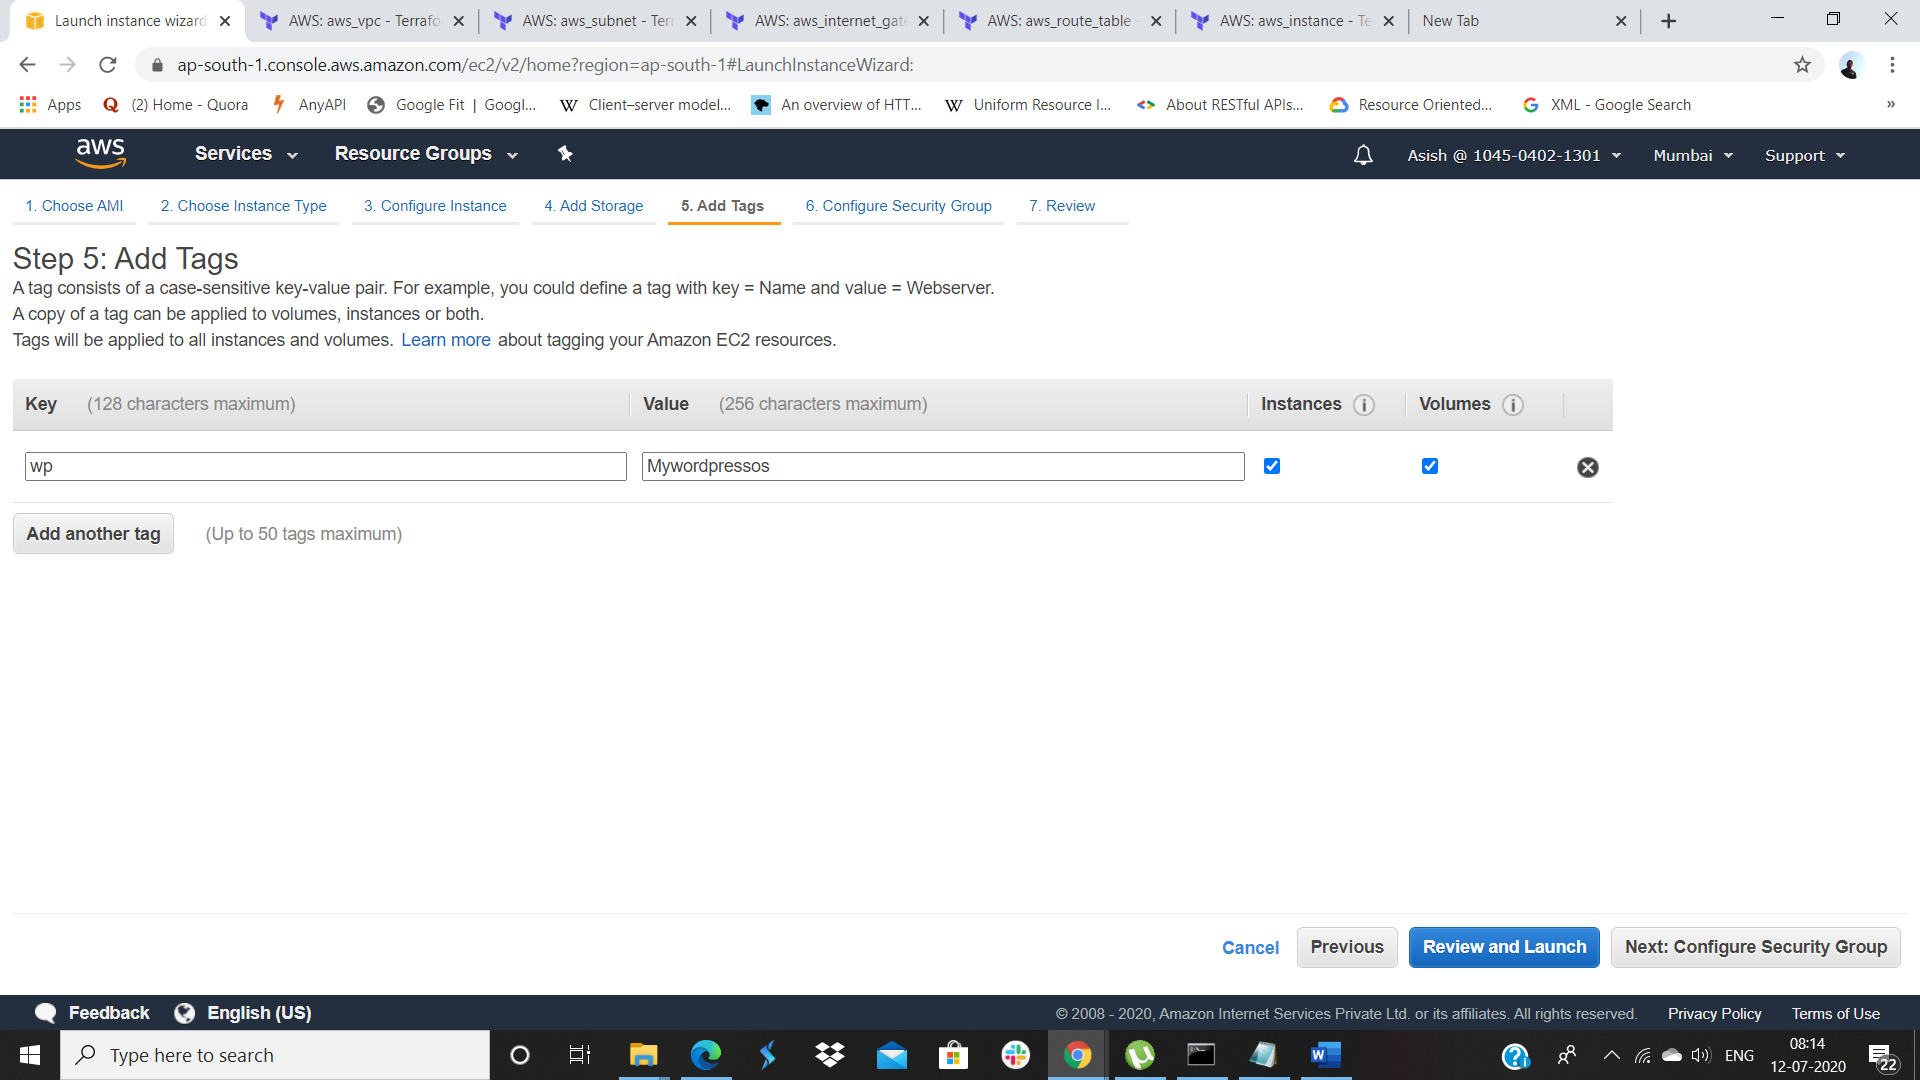 Launch instance wizard
AWS: aws_vpc - Terrafo
AWS: aws_subnet - Terr
AWS: aws_internet_gate
AWS: aws_route_table -
AWS: aws_instance - Te
New Tab
ap-south-1.console.aws.amazon.com/ec2/v2/home?region=ap-south-1#LaunchInstanceWizard:
Apps
(2) Home - Quora
AnyAPI
Google Fit | Googl...
Client–server model...
An overview of HTT...
Uniform Resource I...
About RESTful APIs...
Resource Oriented...
XML - Google Search
»
aws
Services
Resource Groups
Asish @ 1045-0402-1301
Mumbai
Support
1. Choose AMI
2. Choose Instance Type
3. Configure Instance
4. Add Storage
5. Add Tags
6. Configure Security Group
7. Review
Step 5: Add Tags
A tag consists of a case-sensitive key-value pair. For example, you could define a tag with key = Name and value = Webserver.
A copy of a tag can be applied to volumes, instances or both.
Tags will be applied to all instances and volumes. Learn more about tagging your Amazon EC2 resources.
Key (128 characters maximum)
Value (256 characters maximum)
Instances
Volumes
wp
Mywordpressos
Add another tag
(Up to 50 tags maximum)
Cancel
Previous
Review and Launch
Next: Configure Security Group
Feedback
English (US)
© 2008 - 2020, Amazon Internet Services Private Ltd. or its affiliates. All rights reserved.
Privacy Policy
Terms of Use
Type here to search
ENG
08:14
12-07-2020
22